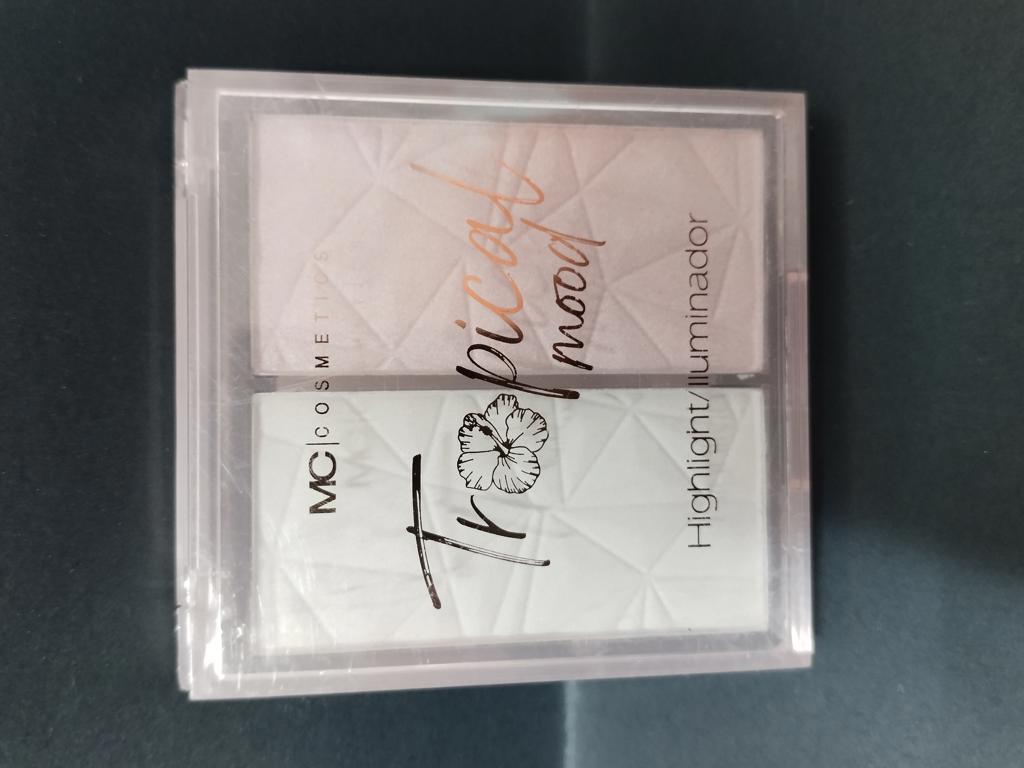 MC|COSMETICS
Tropical
mood
Highlight/Iluminador